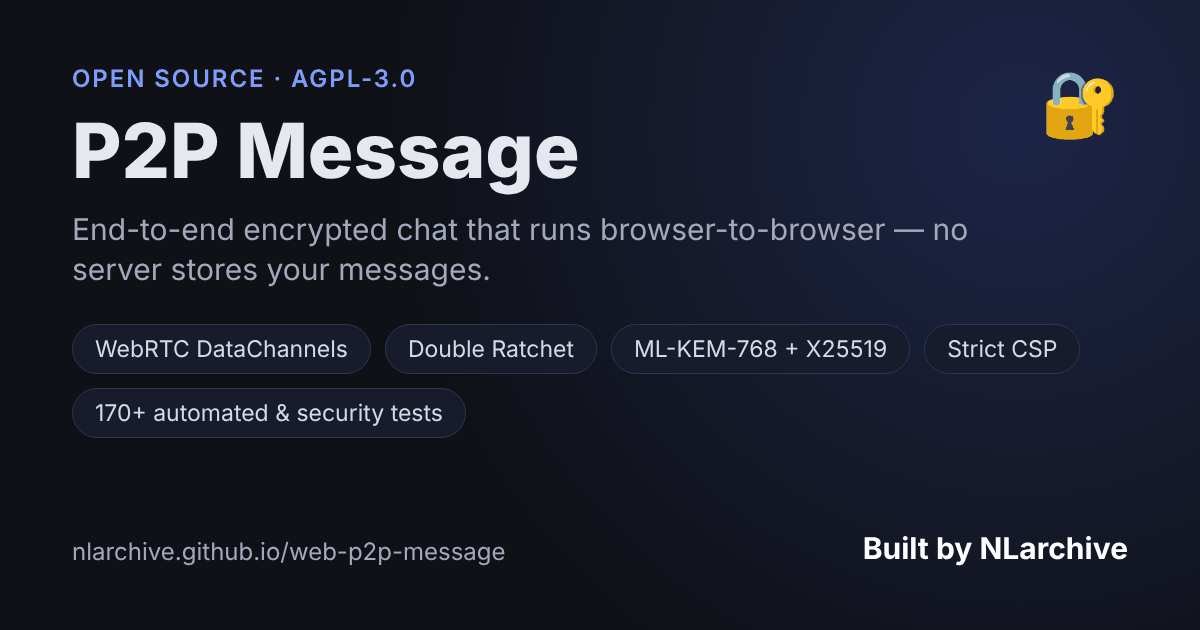 OPEN SOURCE · AGPL-3.0
P2P Message
End-to-end encrypted chat that runs browser-to-browser — no
server stores your messages.
WebRTC DataChannels
Double Ratchet
ML-KEM-768 + X25519
Strict CSP
170+ automated & security tests
nlarchive.github.io/web-p2p-message
Built by NLarchive